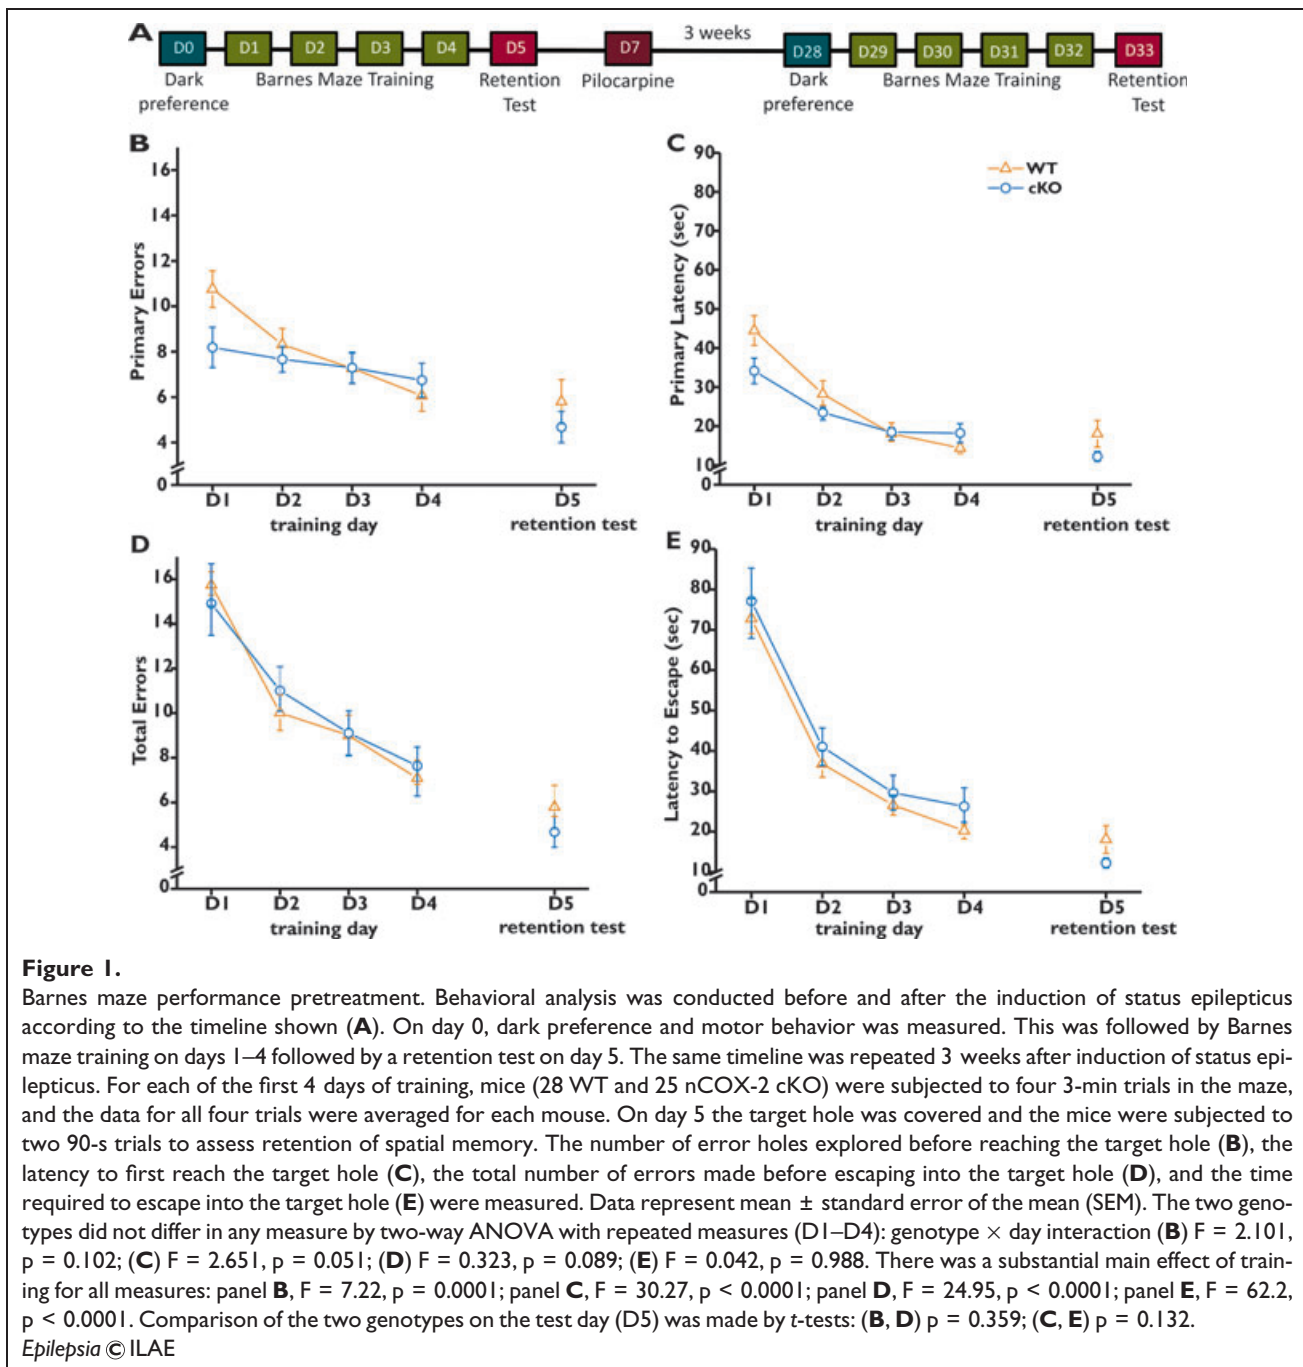 A
D0 D1 D2 D3 D4 D5 D7 3 weeks D28 D29 D30 D31 D32 D33
Dark Barnes Maze Training Retention Pilocarpine Dark Barnes Maze Training Retention
preference Test preference Test
B
16
14
12
10
8
6
4
0
Primary Errors
D1 D2 D3 D4 D5
training day retention test
C
90
80
70
60
50
40
30
20
10
0
Primary Latency (sec)
WT
cKO
D1 D2 D3 D4 D5
training day retention test
D
16
14
12
10
8
6
4
0
Total Errors
D1 D2 D3 D4 D5
training day retention test
E
90
80
70
60
50
40
30
20
10
0
Latency to Escape (sec)
D1 D2 D3 D4 D5
training day retention test
Figure 1.
Barnes maze performance pretreatment. Behavioral analysis was conducted before and after the induction of status epilepticus
according to the timeline shown (A). On day 0, dark preference and motor behavior was measured. This was followed by Barnes
maze training on days 1–4 followed by a retention test on day 5. The same timeline was repeated 3 weeks after induction of status epi-
lepticus. For each of the first 4 days of training, mice (28 WT and 25 nCOX-2 cKO) were subjected to four 3-min trials in the maze,
and the data for all four trials were averaged for each mouse. On day 5 the target hole was covered and the mice were subjected to
two 90-s trials to assess retention of spatial memory. The number of error holes explored before reaching the target hole (B), the
latency to first reach the target hole (C), the total number of errors made before escaping into the target hole (D), and the time
required to escape into the target hole (E) were measured. Data represent mean ± standard error of the mean (SEM). The two geno-
types did not differ in any measure by two-way ANOVA with repeated measures (D1–D4): genotype × day interaction (B) F = 2.101,
p = 0.102; (C) F = 2.651, p = 0.051; (D) F = 0.323, p = 0.089; (E) F = 0.042, p = 0.988. There was a substantial main effect of train-
ing for all measures: panel B, F = 7.22, p = 0.0001; panel C, F = 30.27, p < 0.0001; panel D, F = 24.95, p < 0.0001; panel E, F = 62.2,
p < 0.0001. Comparison of the two genotypes on the test day (D5) was made by t-tests: (B, D) p = 0.359; (C, E) p = 0.132.
Epilepsia © ILAE